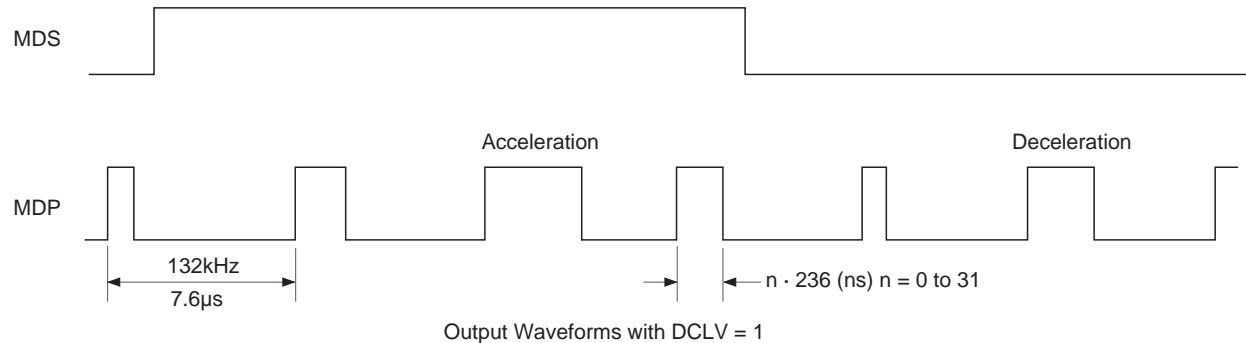 MDS
Acceleration
Deceleration
MDP
132kHz
7.6µs
n · 236 (ns) n = 0 to 31
Output Waveforms with DCLV = 1